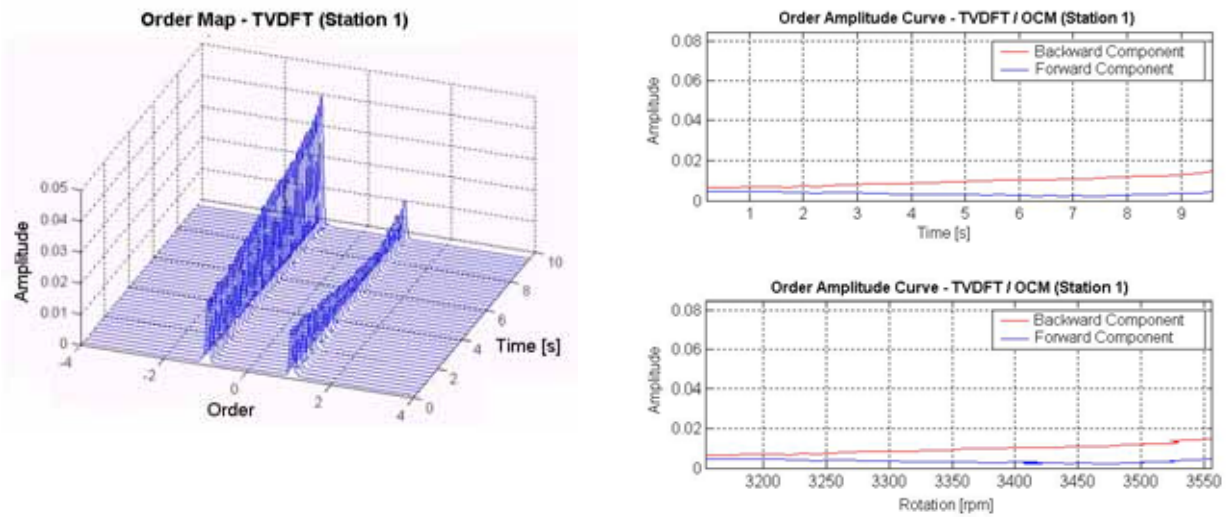 Order Map - TVDFT (Station 1)
0.05
0.04
0.03
0.02
0.01
0
Amplitude
-4
-2
0
2
4
Order
0
2
4
6
8
10
Time [s]
Order Amplitude Curve - TVDFT / OCM (Station 1)
0.08
0.06
0.04
0.02
0
Amplitude
Backward Component
Forward Component
1 2 3 4 5 6 7 8 9
Time [s]
Order Amplitude Curve - TVDFT / OCM (Station 1)
0.08
0.06
0.04
0.02
0
Amplitude
Backward Component
Forward Component
3200 3250 3300 3350 3400 3450 3500 3550
Rotation [rpm]